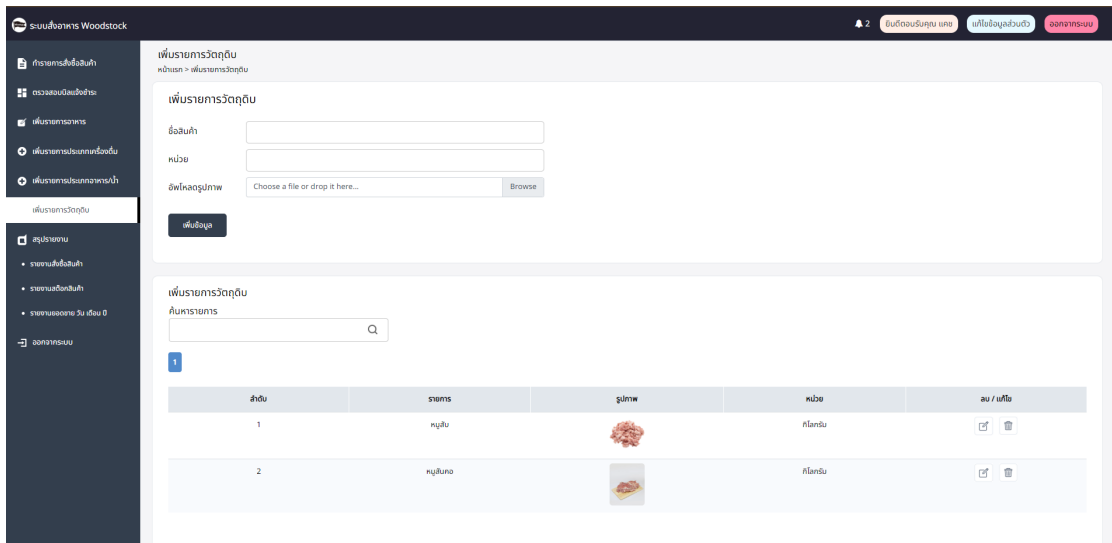 ระบบสั่งอาหาร Woodstock
2
ยินดีตอนรับคุณ แคช
แก้ไขข้อมูลส่วนตัว
ออกจากระบบ
ทำรายการสั่งซื้อสินค้า
ตรวจสอบบิลแจ้งชำระ
เพิ่มรายการอาหาร
เพิ่มรายการประเภทเครื่องดื่ม
เพิ่มรายการประเภทอาหาร/น้ำ
เพิ่มรายการวัตถุดิบ
สรุปรายงาน
รายงานสั่งซื้อสินค้า
รายงานสต็อกสินค้า
รายงานยอดขาย วัน เดือน ปี
ออกจากระบบ
เพิ่มรายการวัตถุดิบ
หน้าแรก > เพิ่มรายการวัตถุดิบ
เพิ่มรายการวัตถุดิบ
ชื่อสินค้า
หน่วย
อัพโหลดรูปภาพ Choose a file or drop it here... Browse
เพิ่มข้อมูล
เพิ่มรายการวัตถุดิบ
ค้นหารายการ
1
ลำดับ รายการ รูปภาพ หน่วย ลบ / แก้ไข
1 หมูสับ กิโลกรัม
2 หมูสันคอ กิโลกรัม